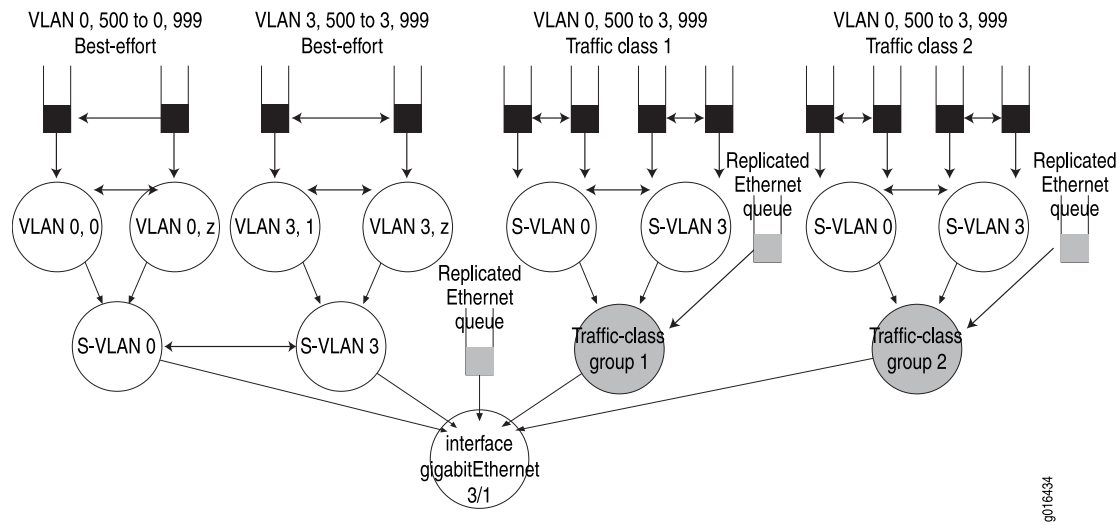 VLAN 0, 500 to 0, 999
Best-effort
VLAN 3, 500 to 3, 999
Best-effort
VLAN 0, 500 to 3, 999
Traffic class 1
VLAN 0, 500 to 3, 999
Traffic class 2
Replicated
Ethernet
queue
Replicated
Ethernet
queue
VLAN 0, 0
VLAN 0, z
VLAN 3, 1
VLAN 3, z
S-VLAN 0
S-VLAN 3
S-VLAN 0
S-VLAN 3
Replicated
Ethernet
queue
S-VLAN 0
S-VLAN 3
Traffic-class
group 1
Traffic-class
group 2
interface
gigabitEthernet
3/1
g016434